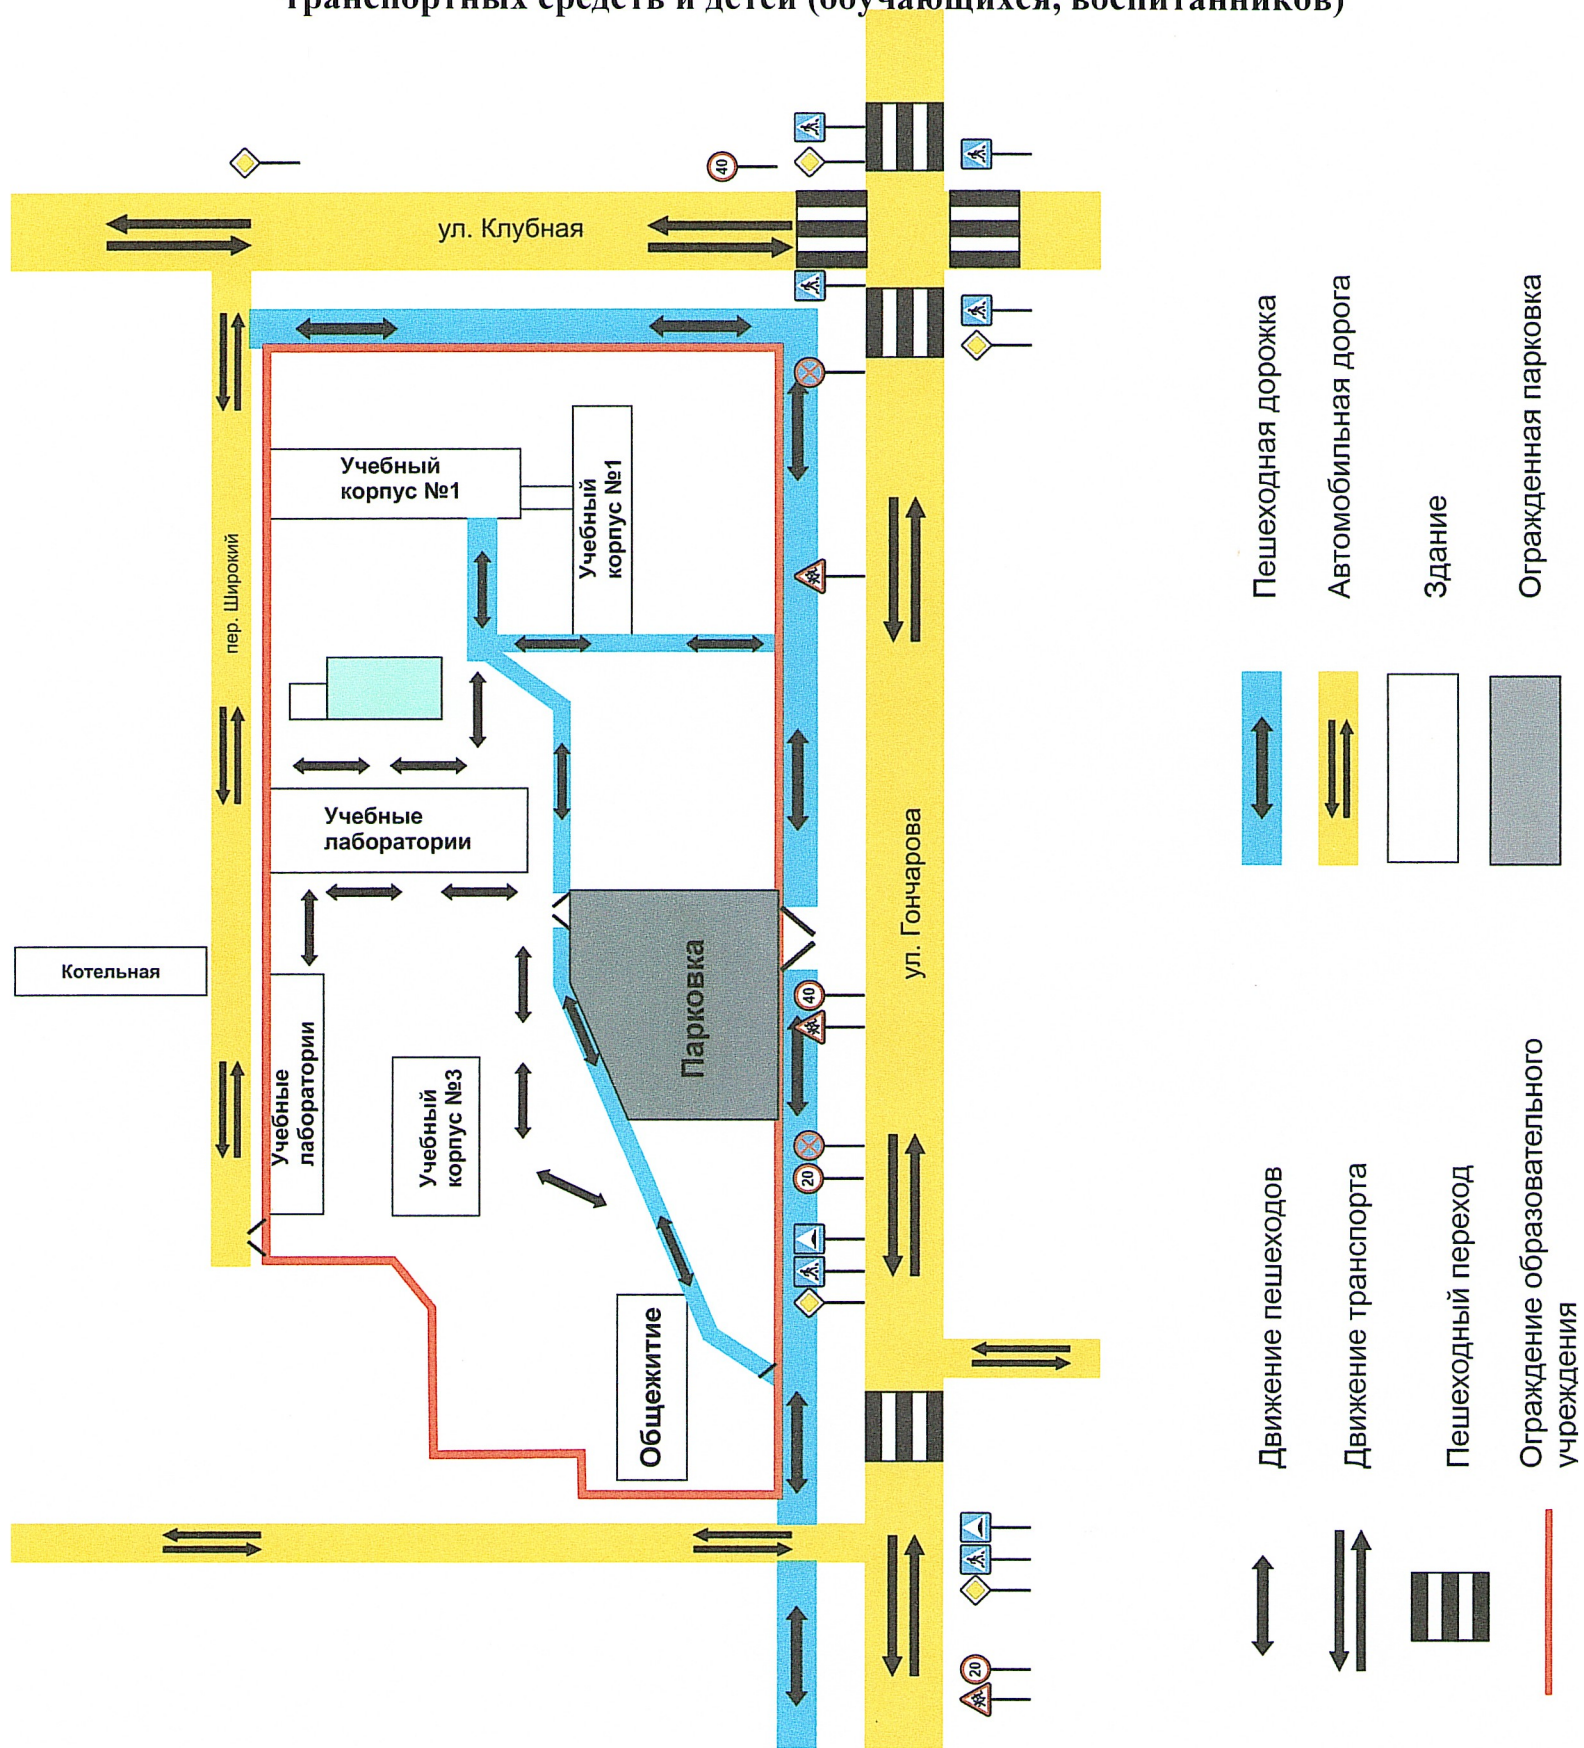 транспортных средств и детей (обучающихся, воспитанников)
40
ул. Клубная
пер. Широкий
Учебный
корпус №1
Учебный
корпус №1
Учебные
лаборатории
Котельная
Учебные
лаборатории
Учебный
корпус №3
Парковка
Общежитие
ул. Гончарова
40
20
20
Пешеходная дорожка
Автомобильная дорога
Здание
Огражденная парковка
Движение пешеходов
Движение транспорта
Пешеходный переход
Ограждение образовательного
учреждения